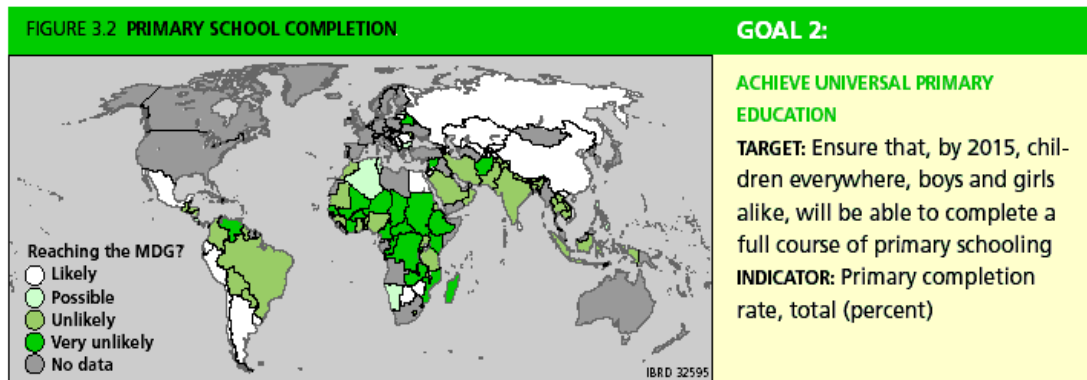 FIGURE 3.2 PRIMARY SCHOOL COMPLETION
Reaching the MDG?
Likely
Possible
Unlikely
Very unlikely
No data
IBRD 32595
GOAL 2:
ACHIEVE UNIVERSAL PRIMARY
EDUCATION
TARGET: Ensure that, by 2015, chil-
dren everywhere, boys and girls
alike, will be able to complete a
full course of primary schooling
INDICATOR: Primary completion
rate, total (percent)